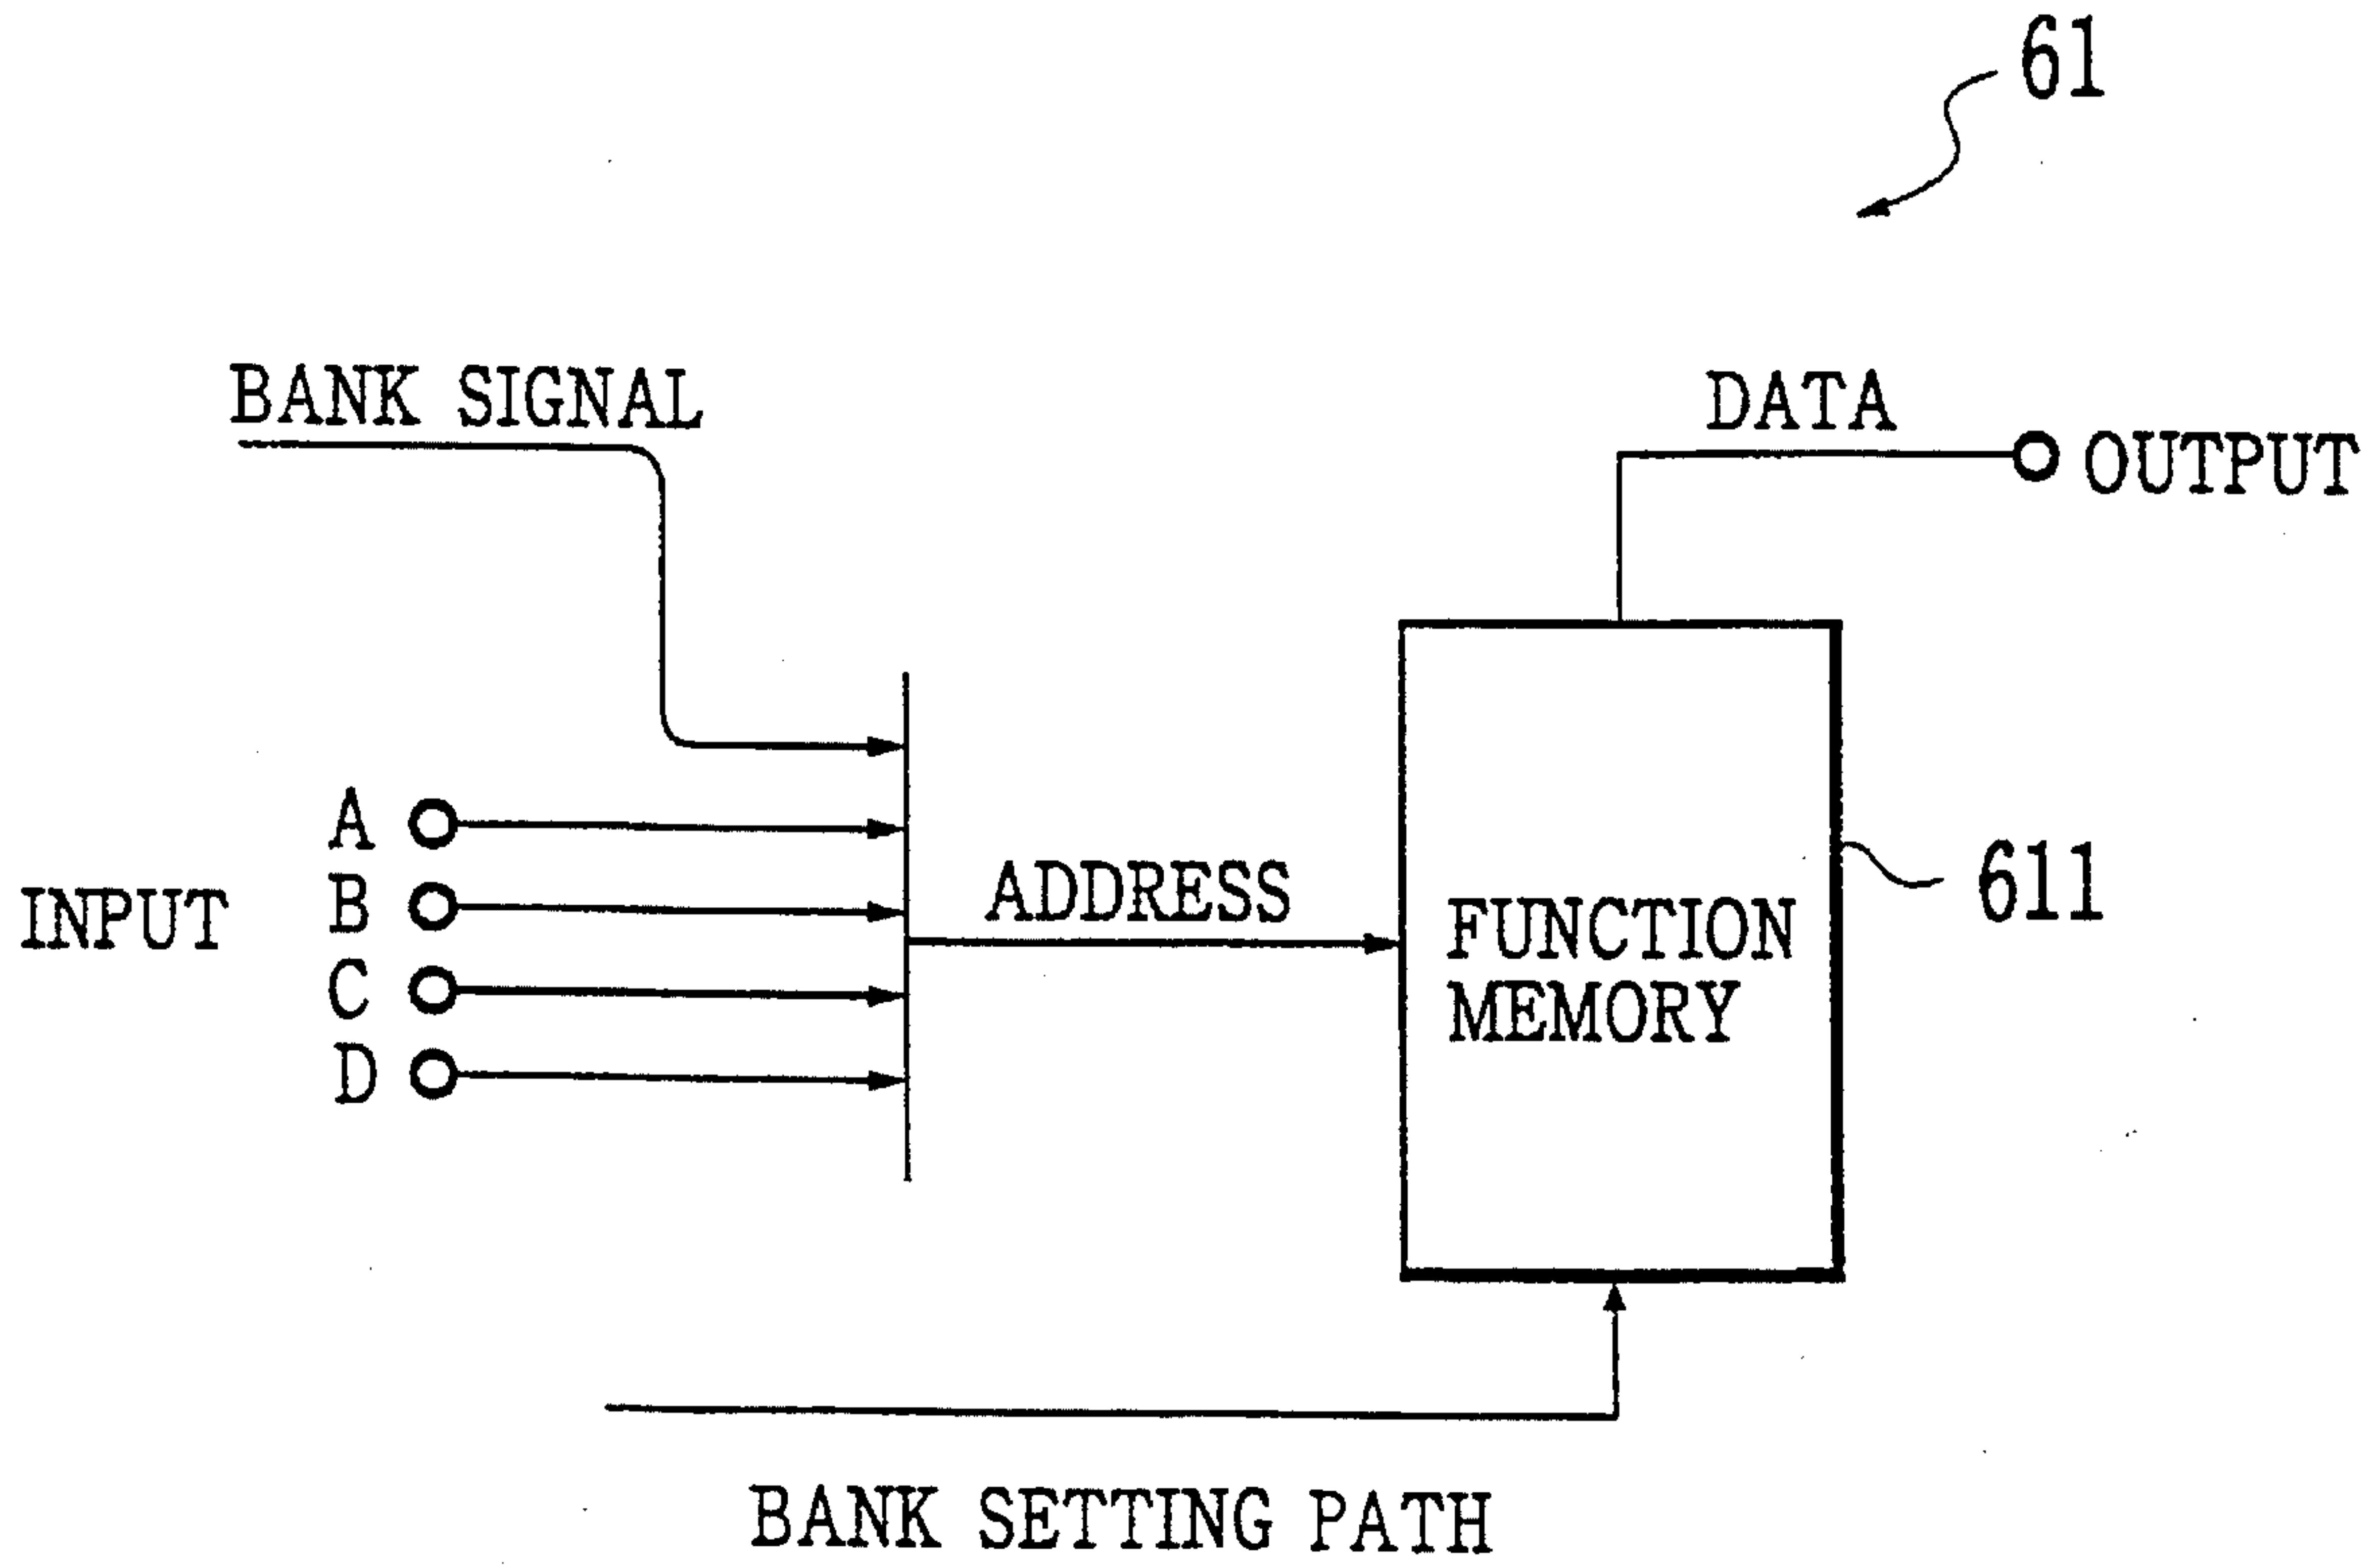 61
BANK SIGNAL
DATA
OUTPUT
A
B
INPUT
C
D
ADDRESS
FUNCTION
MEMORY
611
BANK SETTING PATH